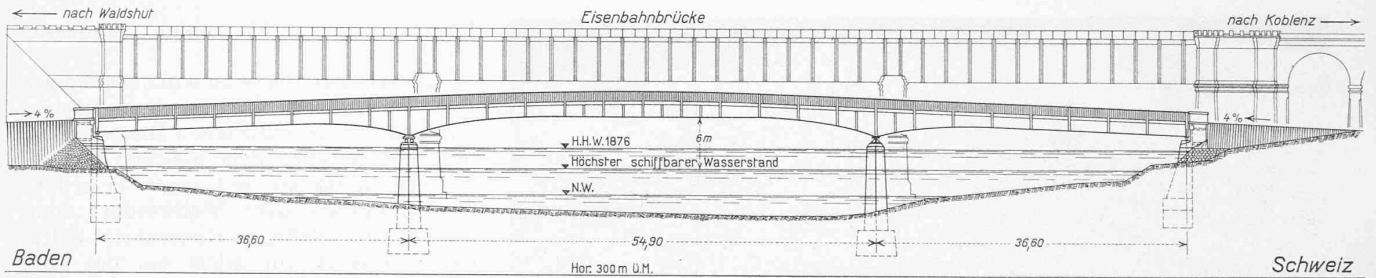 ← nach Waldshut
Eisenbahnbrücke
nach Koblenz →
→ 4%
4% ←
6m
H.H.W. 1876
Höchster schiffbarer Wasserstand
N.W.
36,60
54,90
36,60
Baden
Hor. 300 m ü.M.
Schweiz